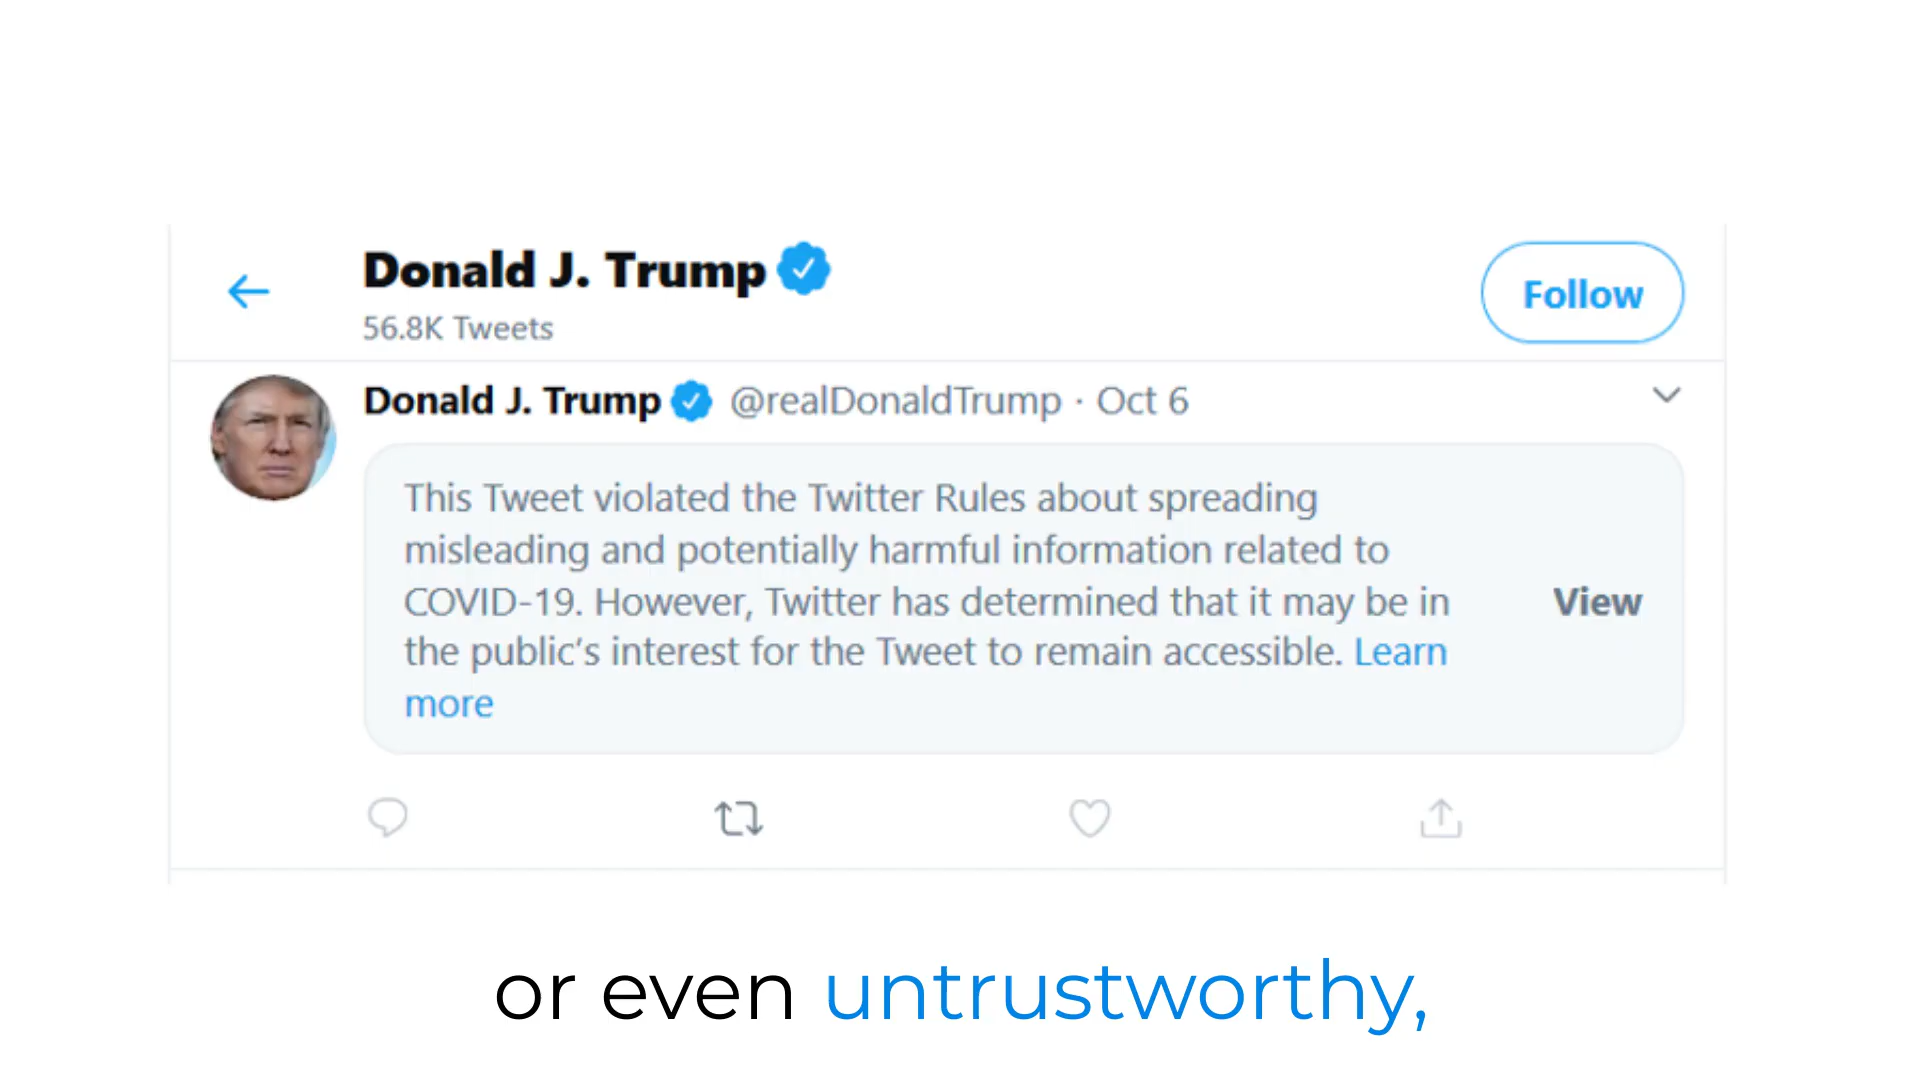 Donald J. Trump
56.8K Tweets
Follow
Donald J. Trump @realDonaldTrump · Oct 6
This Tweet violated the Twitter Rules about spreading
misleading and potentially harmful information related to
COVID-19. However, Twitter has determined that it may be in
the public’s interest for the Tweet to remain accessible. Learn
more
View
or even untrustworthy,